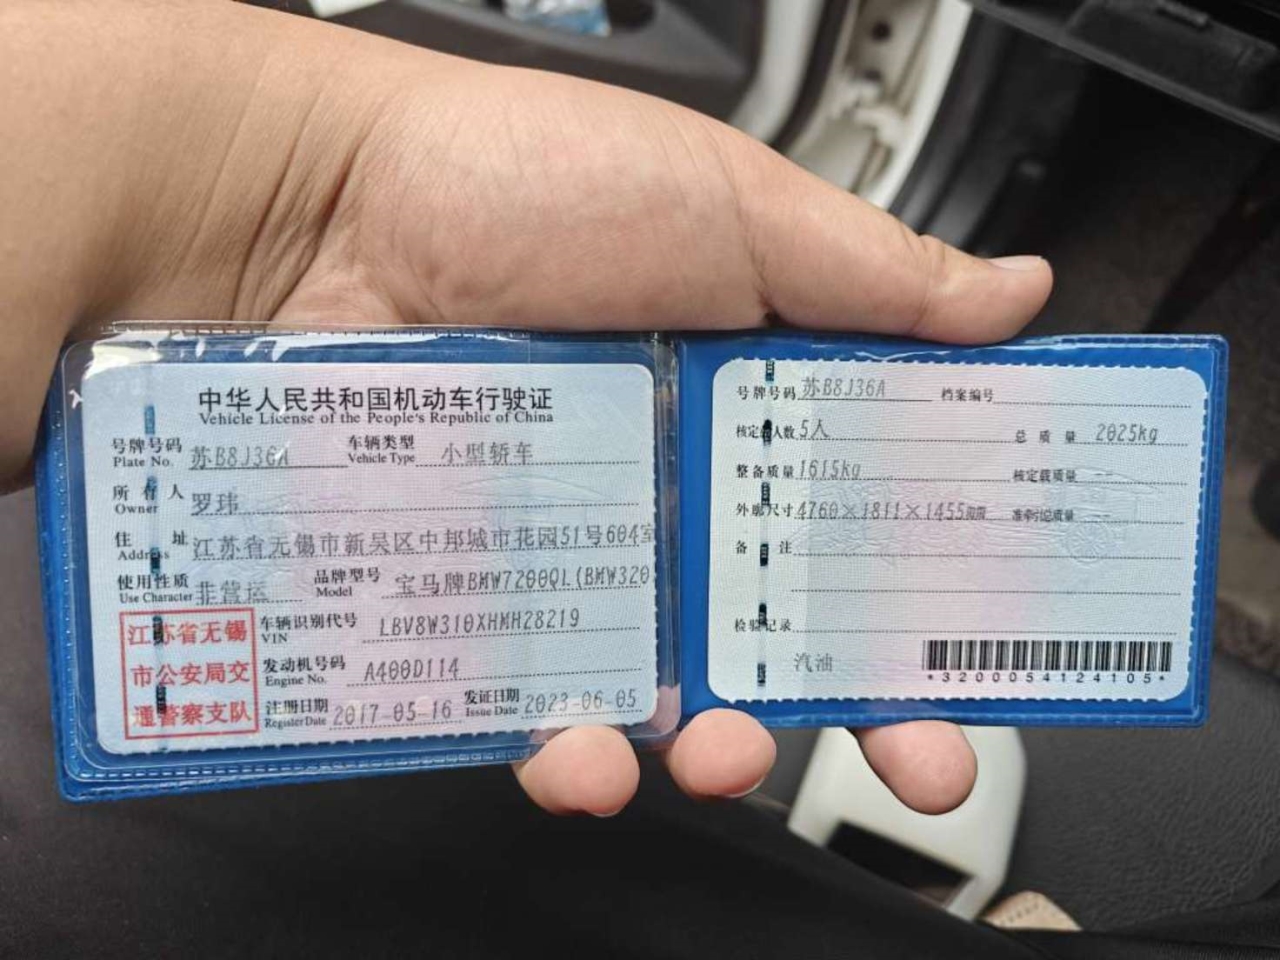 中华人民共和国机动车行驶证
Vehicle License of the People's Republic of China
号牌号码 苏B8J36A 车辆类型 小型轿车
Plate No. Vehicle Type
所有人 罗玮
Owner
住址 江苏省无锡市新吴区中邦城市花园51号604室
Address
使用性质 非营运 品牌型号 宝马牌BMW7200QL(BMW320
Use Character Model
江苏省无锡
市公安局交
通警察支队
车辆识别代号 LBV8W310XHMH28219
VIN
发动机号码 A400D114
Engine No.
注册日期 2017-05-16 发证日期 2023-06-05
Register Date Issue Date
号牌号码 苏B8J36A 档案编号
核定人数 5人 总质量 2025kg
整备质量 1615kg 核定载质量 --
外廓尺寸 4760×1811×1455mm 准牵引总质量
备注
检验记录
汽油
*3200054124105*